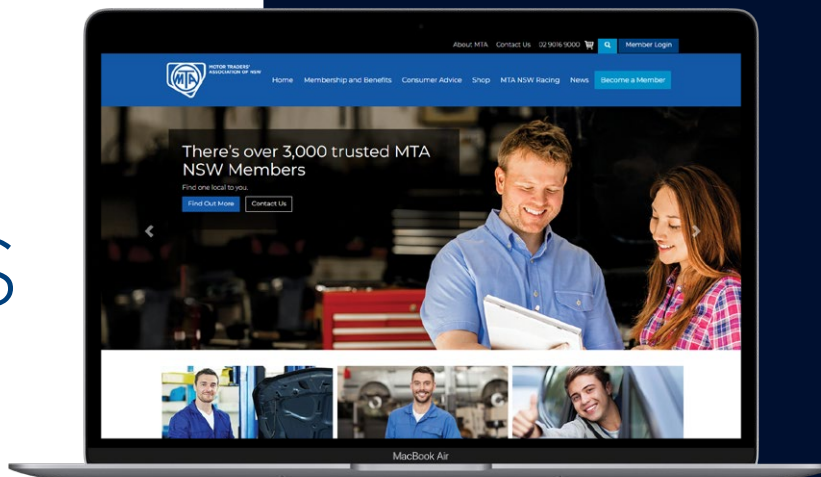 About MTA Contact Us 02 9016 9000 Member Login
MTA
MOTOR TRADERS'
ASSOCIATION OF NSW
Home Membership and Benefits Consumer Advice Shop MTA NSW Racing News Become a Member
There's over 3,000 trusted MTA
NSW Members
Find one local to you.
Find Out More Contact Us
S
MacBook Air